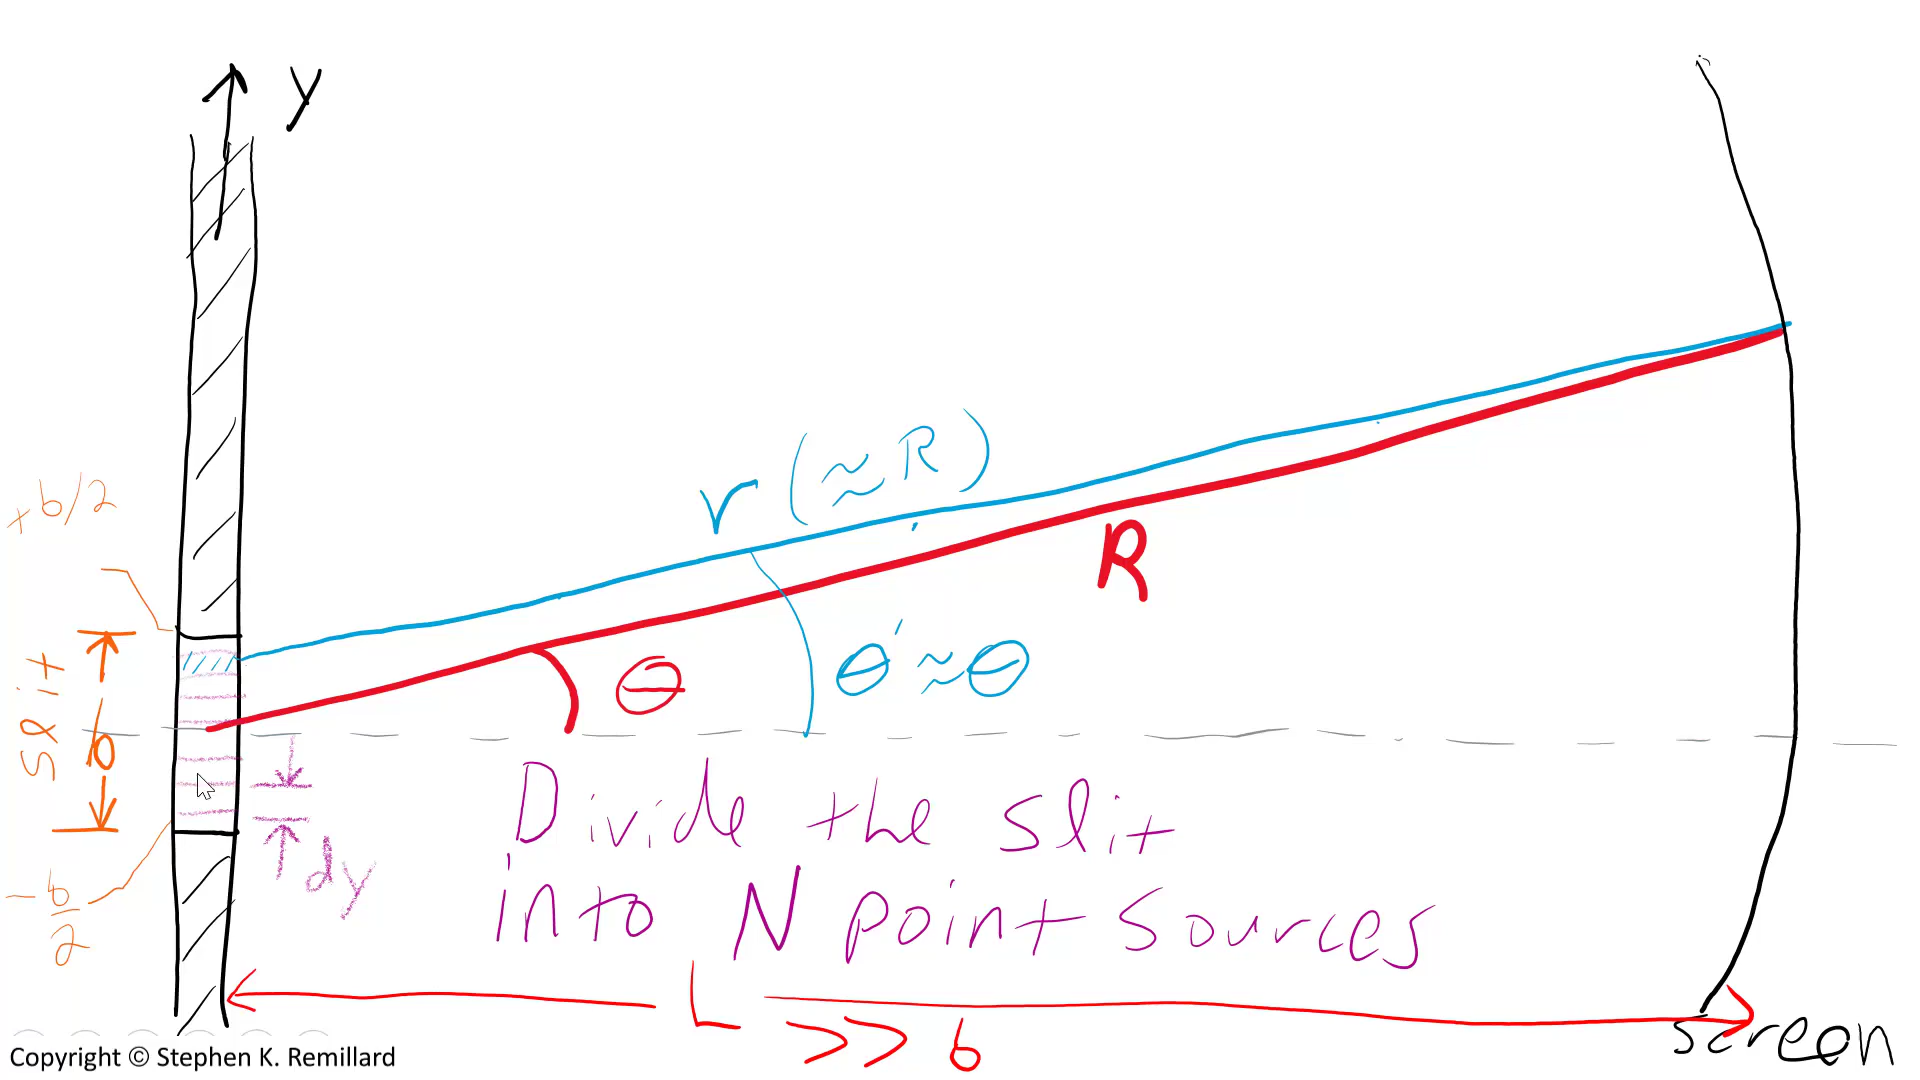 y
r (≈R)
R
+b/2
θ
θ' ≈ θ
slit
b
Divide the slit
into N point sources
dy
-b/2
L >> b
screen
Copyright © Stephen K. Remillard